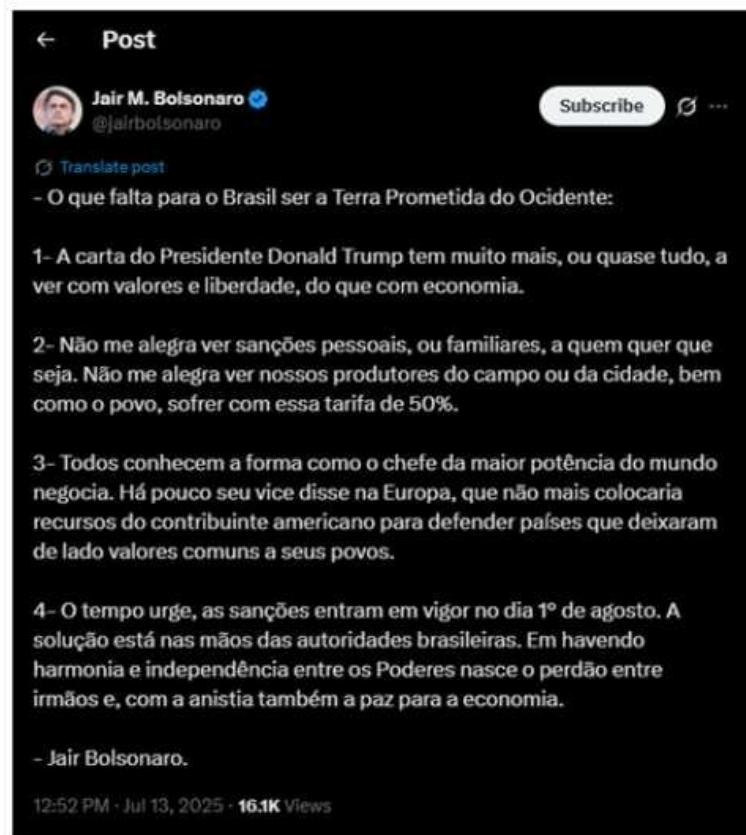 Post
Jair M. Bolsonaro
@jairbolsonaro
Subscribe
Translate post
- O que falta para o Brasil ser a Terra Prometida do Ocidente:
1- A carta do Presidente Donald Trump tem muito mais, ou quase tudo, a
ver com valores e liberdade, do que com economia.
2- Não me alegra ver sanções pessoais, ou familiares, a quem quer que
seja. Não me alegra ver nossos produtores do campo ou da cidade, bem
como o povo, sofrer com essa tarifa de 50%.
3- Todos conhecem a forma como o chefe da maior potência do mundo
negocia. Há pouco seu vice disse na Europa, que não mais colocaria
recursos do contribuinte americano para defender países que deixaram
de lado valores comuns a seus povos.
4- O tempo urge, as sanções entram em vigor no dia 1º de agosto. A
solução está nas mãos das autoridades brasileiras. Em havendo
harmonia e independência entre os Poderes nasce o perdão entre
irmãos e, com a anistia também a paz para a economia.
- Jair Bolsonaro.
12:52 PM · Jul 13, 2025 · 16.1K Views